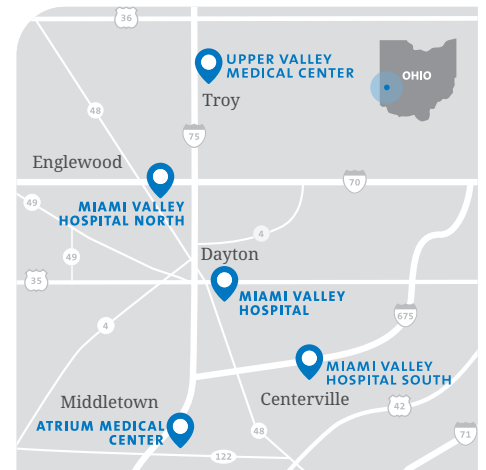 36
UPPER VALLEY
MEDICAL CENTER
OHIO
Troy
48
75
Englewood
70
MIAMI VALLEY
HOSPITAL NORTH
49
4
49
Dayton
35
MIAMI VALLEY
HOSPITAL
675
4
MIAMI VALLEY
HOSPITAL SOUTH
Centerville
Middletown
42
ATRIUM MEDICAL
CENTER
48
71
122